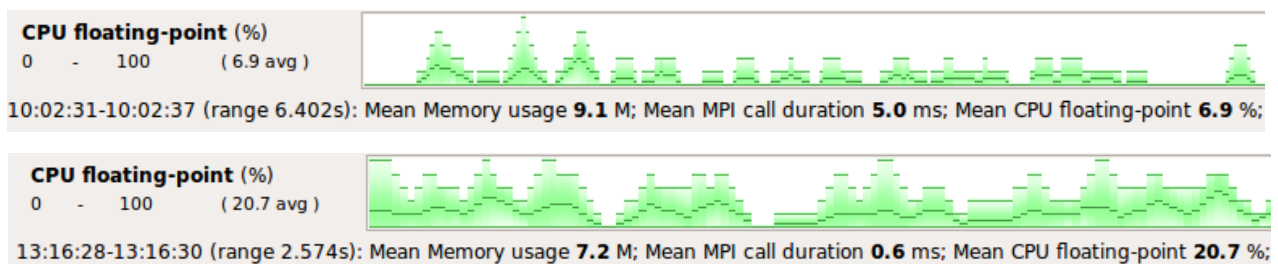 CPU floating-point (%)
0 - 100 ( 6.9 avg )
10:02:31-10:02:37 (range 6.402s): Mean Memory usage 9.1 M; Mean MPI call duration 5.0 ms; Mean CPU floating-point 6.9 %;
CPU floating-point (%)
0 - 100 ( 20.7 avg )
13:16:28-13:16:30 (range 2.574s): Mean Memory usage 7.2 M; Mean MPI call duration 0.6 ms; Mean CPU floating-point 20.7 %;